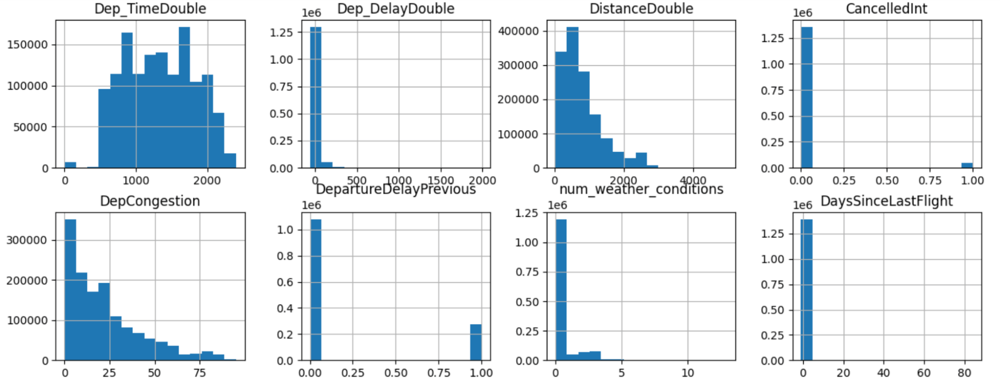 Dep_TimeDouble
150000
100000
50000
0
0 1000 2000
Dep_DelayDouble
1e6
1.25
1.00
0.75
0.50
0.25
0.00
0 500 1000 1500 2000
DistanceDouble
400000
300000
200000
100000
0
0 2000 4000
CancelledInt
1e6
1.25
1.00
0.75
0.50
0.25
0.00
0.00 0.25 0.50 0.75 1.00
DepCongestion
300000
200000
100000
0
0 25 50 75
DepartureDelayPrevious
1e6
1.0
0.8
0.6
0.4
0.2
0.0
0.00 0.25 0.50 0.75 1.00
num_weather_conditions
1e6
1.25
1.00
0.75
0.50
0.25
0.00
0 5 10
DaysSinceLastFlight
1e6
1.25
1.00
0.75
0.50
0.25
0.00
0 20 40 60 80